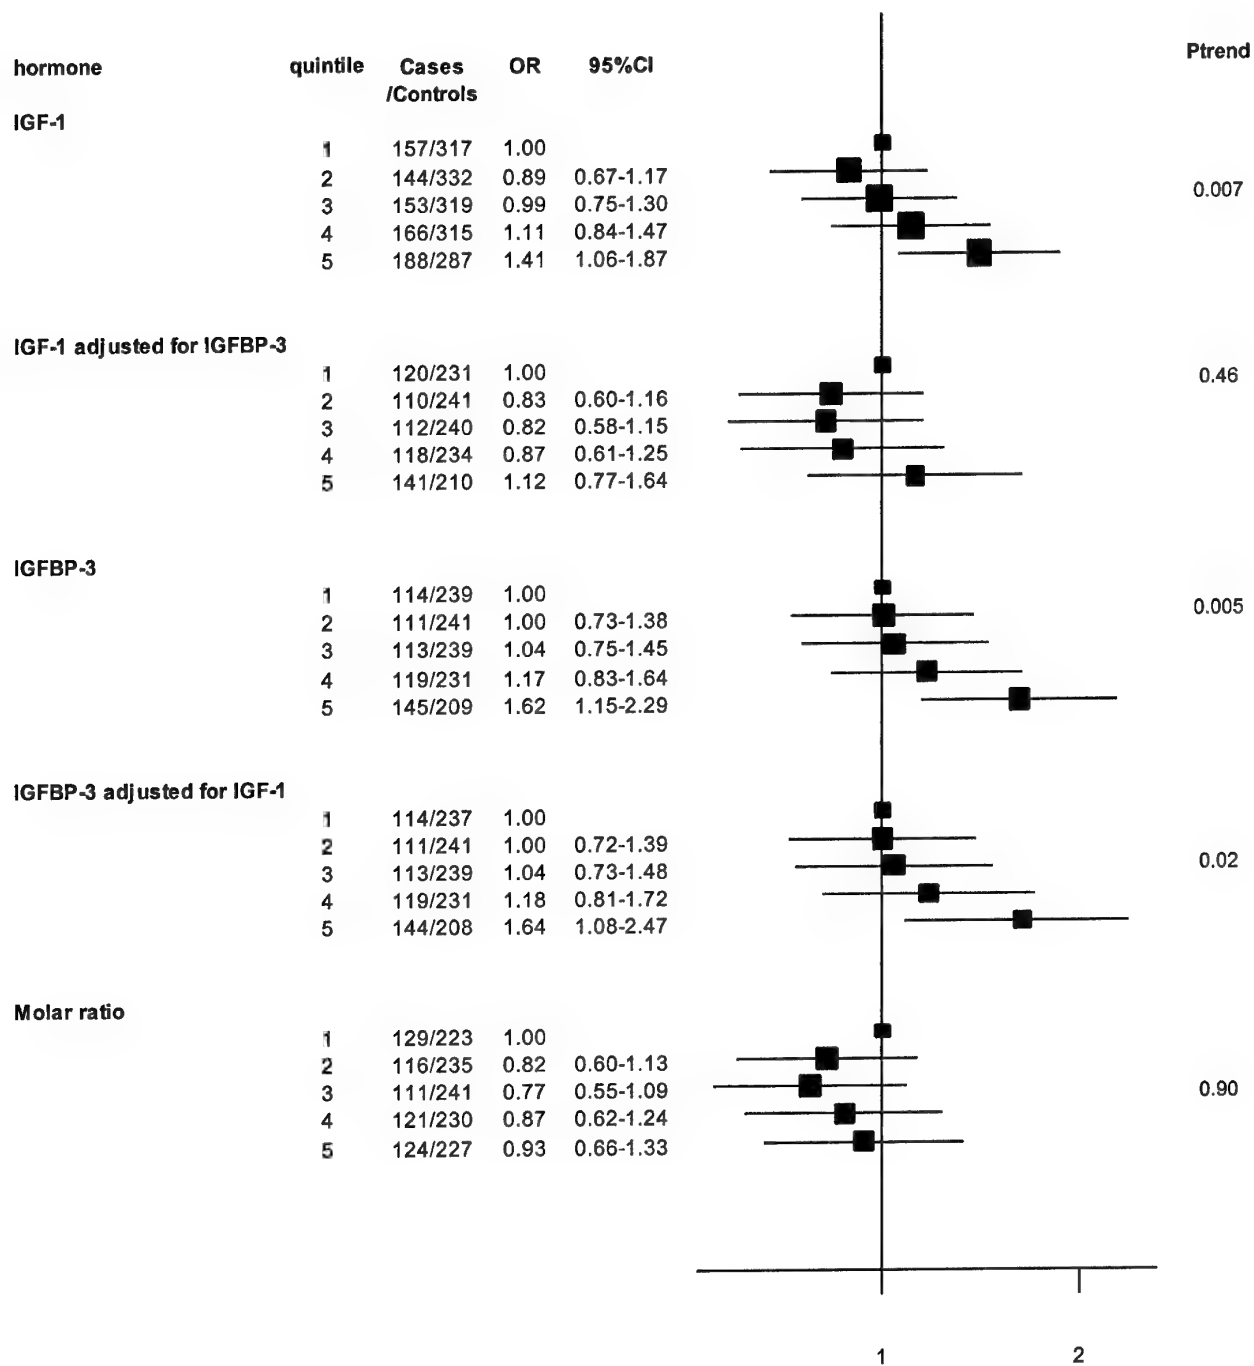 hormone quintile Cases OR 95%CI Ptrend
/Controls
IGF-1
1 157/317 1.00
2 144/332 0.89 0.67-1.17
0.007
3 153/319 0.99 0.75-1.30
4 166/315 1.11 0.84-1.47
5 188/287 1.41 1.06-1.87
IGF-1 adjusted for IGFBP-3
1 120/231 1.00 0.46
2 110/241 0.83 0.60-1.16
3 112/240 0.82 0.58-1.15
4 118/234 0.87 0.61-1.25
5 141/210 1.12 0.77-1.64
IGFBP-3
1 114/239 1.00 0.005
2 111/241 1.00 0.73-1.38
3 113/239 1.04 0.75-1.45
4 119/231 1.17 0.83-1.64
5 145/209 1.62 1.15-2.29
IGFBP-3 adjusted for IGF-1
1 114/237 1.00
2 111/241 1.00 0.72-1.39
3 113/239 1.04 0.73-1.48 0.02
4 119/231 1.18 0.81-1.72
5 144/208 1.64 1.08-2.47
Molar ratio
1 129/223 1.00
2 116/235 0.82 0.60-1.13
3 111/241 0.77 0.55-1.09 0.90
4 121/230 0.87 0.62-1.24
5 124/227 0.93 0.66-1.33
1 2